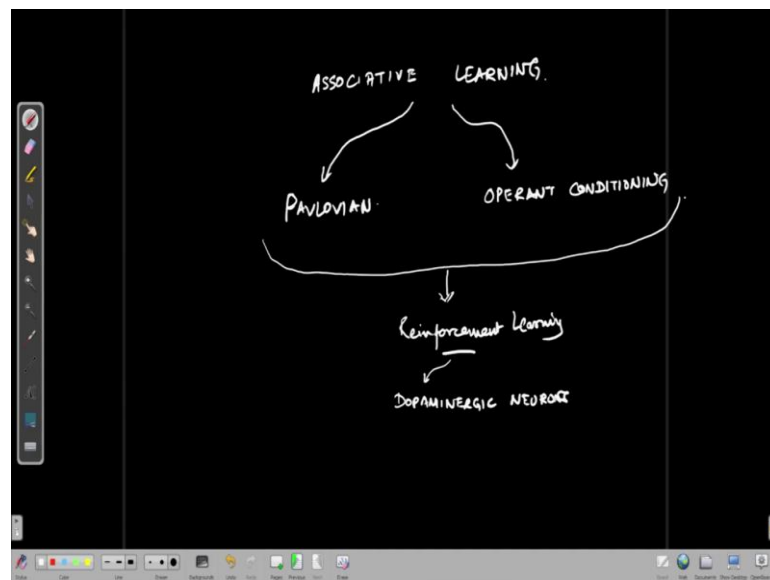 ASSOCIATIVE LEARNING.
PAVLOVIAN. OPERANT CONDITIONING.
Reinforcement Learning
DOPAMINERGIC NEURONS